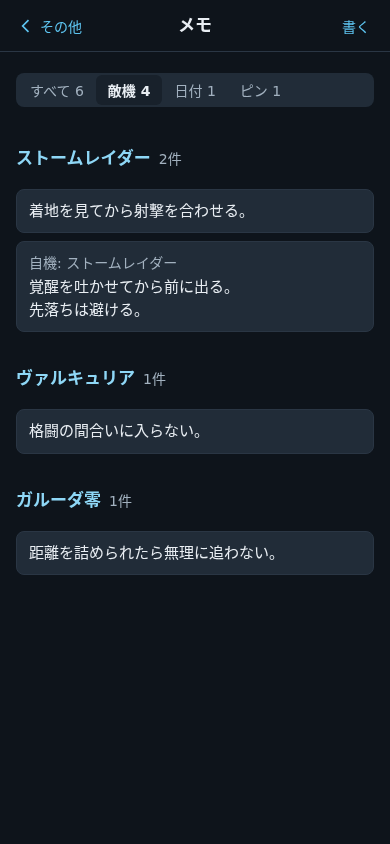 その他
メモ
書く
すべて 6
敵機 4
日付 1
ピン 1
ストームレイダー 2件
着地を見てから射撃を合わせる。
自機: ストームレイダー
覚醒を吐かせてから前に出る。
先落ちは避ける。
ヴァルキュリア 1件
格闘の間合いに入らない。
ガルーダ零 1件
距離を詰められたら無理に追わない。